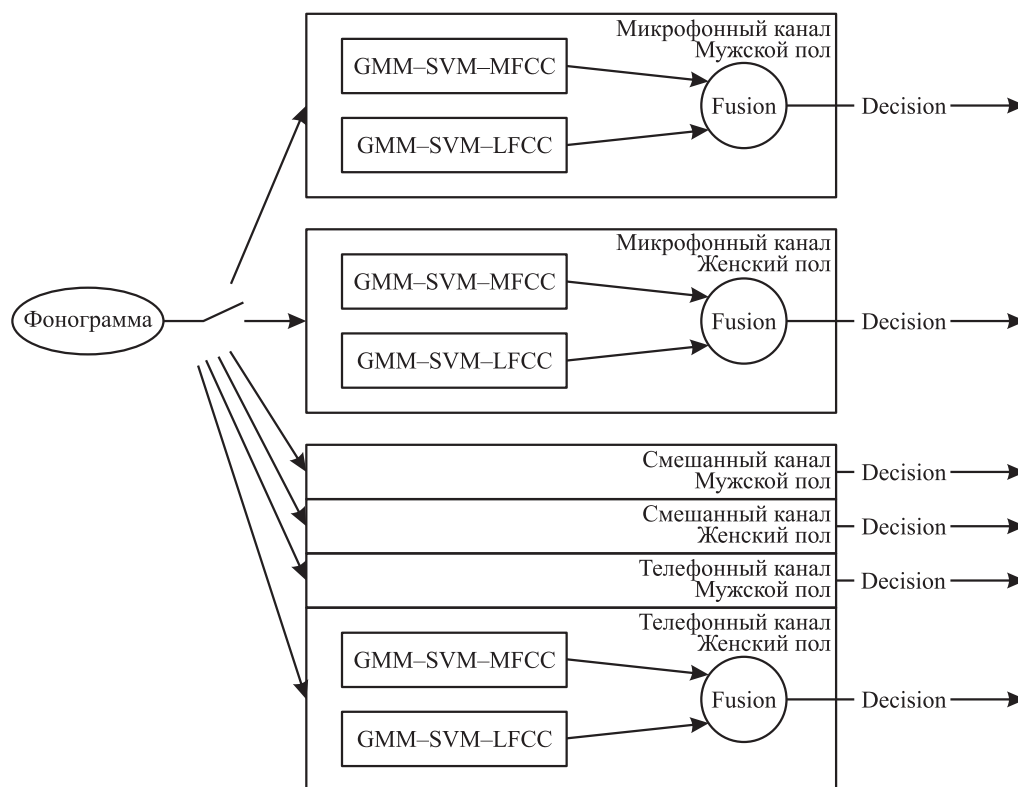 Микрофонный канал
Мужской пол
GMM–SVM–MFCC
Fusion
Decision
GMM–SVM–LFCC
Микрофонный канал
Женский пол
GMM–SVM–MFCC
Фонограмма
Fusion
Decision
GMM–SVM–LFCC
Смешанный канал
Мужской пол
Decision
Смешанный канал
Женский пол
Decision
Телефонный канал
Мужской пол
Decision
Телефонный канал
Женский пол
GMM–SVM–MFCC
Fusion
Decision
GMM–SVM–LFCC